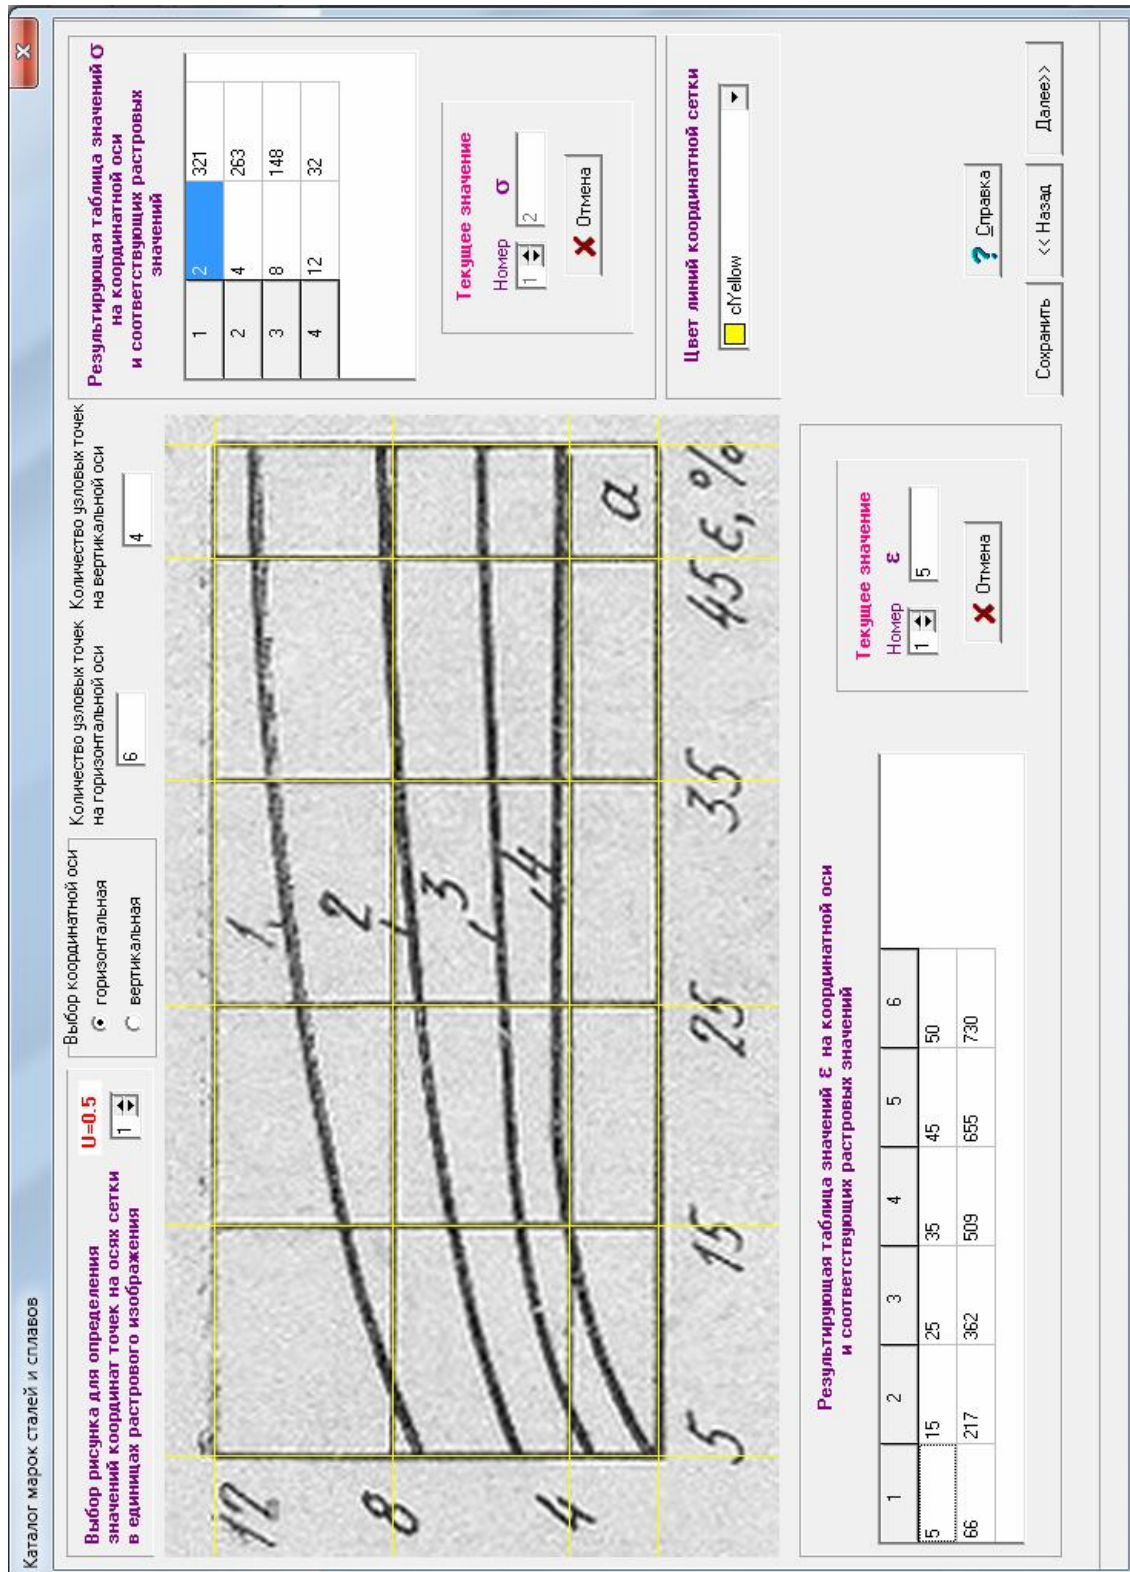 Каталог марок сталей и сплавов
x
Выбор рисунка для определения
значений координат точек на осях сетки
в единицах растрового изображения
U=0.5
1
Выбор координатной оси
горизонтальная
вертикальная
Количество узловых точек
на горизонтальной оси
6
Количество узловых точек
на вертикальной оси
4
12
8
4
1
2
3
4
a
5
15
25
35
45 ε, %
Результирующая таблица значений σ
на координатной оси
и соответствующих растровых
значений
1 2 321
2 4 263
3 8 148
4 12 32
Текущее значение
Номер σ
1 2
Отмена
Цвет линий координатной сетки
clYellow
Результирующая таблица значений ε на координатной оси
и соответствующих растровых значений
1 2 3 4 5 6
5 15 25 35 45 50
66 217 362 509 655 730
Текущее значение
Номер ε
1 5
Отмена
? Справка
Сохранить
<< Назад
Далее>>